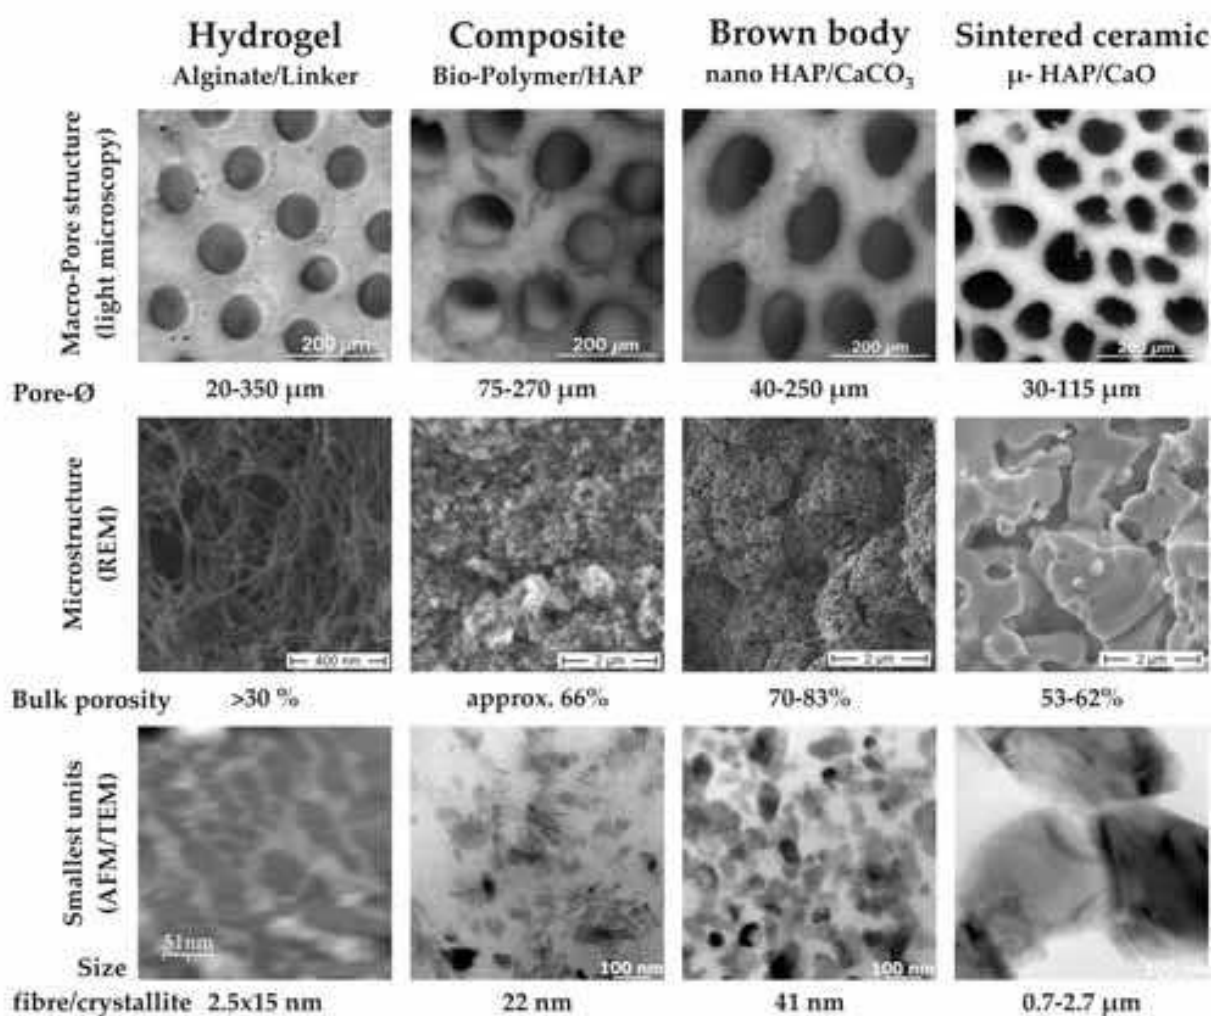 Hydrogel Composite Brown body Sintered ceramic
Alginate/Linker Bio-Polymer/HAP nano HAP/CaCO₃ μ- HAP/CaO
Macro-Pore structure
(light microscopy)
200 μm 200 μm 200 μm 200 μm
Pore-Ø 20-350 μm 75-270 μm 40-250 μm 30-115 μm
Microstructure
(REM)
400 nm 2 μm 2 μm 2 μm
Bulk porosity >30 % approx. 66% 70-83% 53-62%
Smallest units
(AFM/TEM)
51nm 100 nm 100 nm
Size
fibre/crystallite 2.5x15 nm 22 nm 41 nm 0.7-2.7 μm